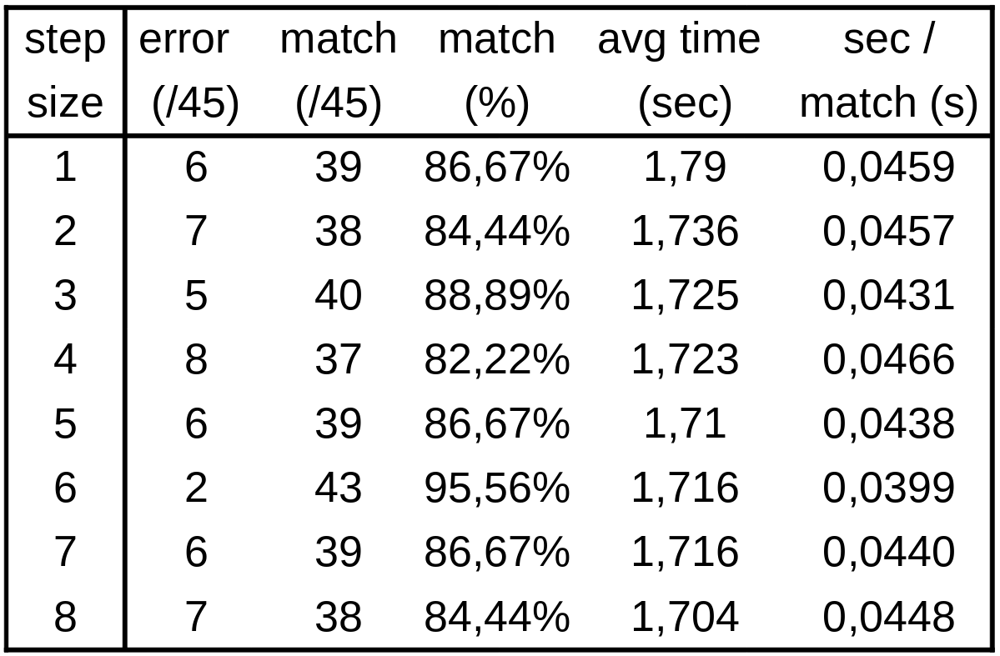 step error match match avg time sec /
size (/45) (/45) (%) (sec) match (s)
1 6 39 86,67% 1,79 0,0459
2 7 38 84,44% 1,736 0,0457
3 5 40 88,89% 1,725 0,0431
4 8 37 82,22% 1,723 0,0466
5 6 39 86,67% 1,71 0,0438
6 2 43 95,56% 1,716 0,0399
7 6 39 86,67% 1,716 0,0440
8 7 38 84,44% 1,704 0,0448